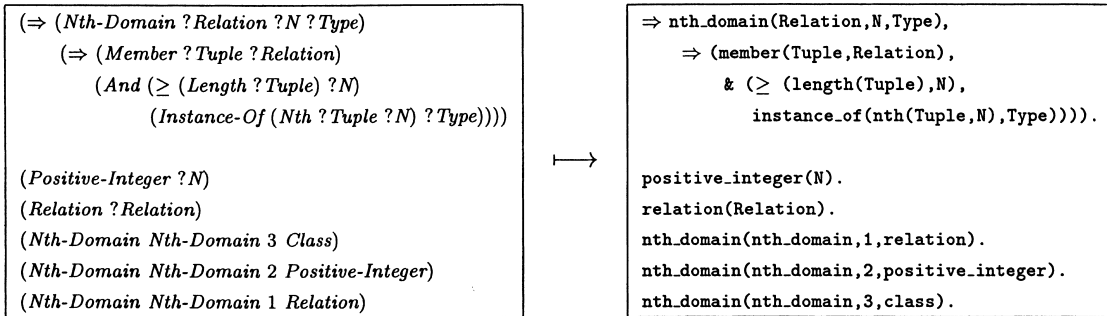 (⇒ (Nth-Domain ?Relation ?N ?Type)
(⇒ (Member ?Tuple ?Relation)
(And (≥ (Length ?Tuple) ?N)
(Instance-Of (Nth ?Tuple ?N) ?Type))))
(Positive-Integer ?N)
(Relation ?Relation)
(Nth-Domain Nth-Domain 3 Class)
(Nth-Domain Nth-Domain 2 Positive-Integer)
(Nth-Domain Nth-Domain 1 Relation)
⟼
⇒ nth_domain(Relation,N,Type),
⇒ (member(Tuple,Relation),
& (≥ (length(Tuple),N),
instance_of(nth(Tuple,N),Type)))).
positive_integer(N).
relation(Relation).
nth_domain(nth_domain,1,relation).
nth_domain(nth_domain,2,positive_integer).
nth_domain(nth_domain,3,class).